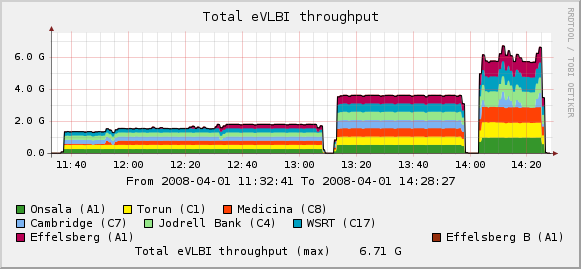 Total eVLBI throughput
RRDTOOL / TOBI OETIKER
6.0 G
4.0 G
2.0 G
0.0
11:40 12:00 12:20 12:40 13:00 13:20 13:40 14:00 14:20
From 2008-04-01 11:32:41 To 2008-04-01 14:28:27
Onsala (A1) Torun (C1) Medicina (C8)
Cambridge (C7) Jodrell Bank (C4) WSRT (C17)
Effelsberg (A1) Effelsberg B (A1)
Total eVLBI throughput (max) 6.71 G